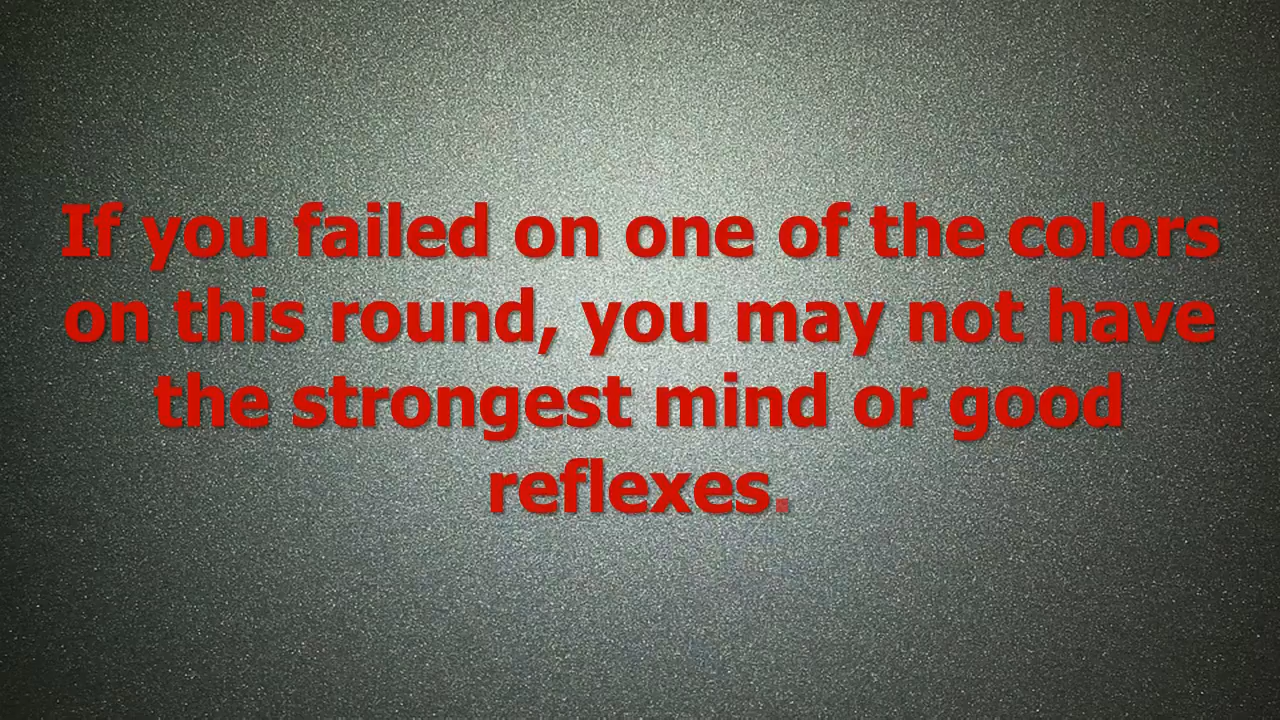 If you failed on one of the colors
on this round, you may not have
the strongest mind or good
reflexes.